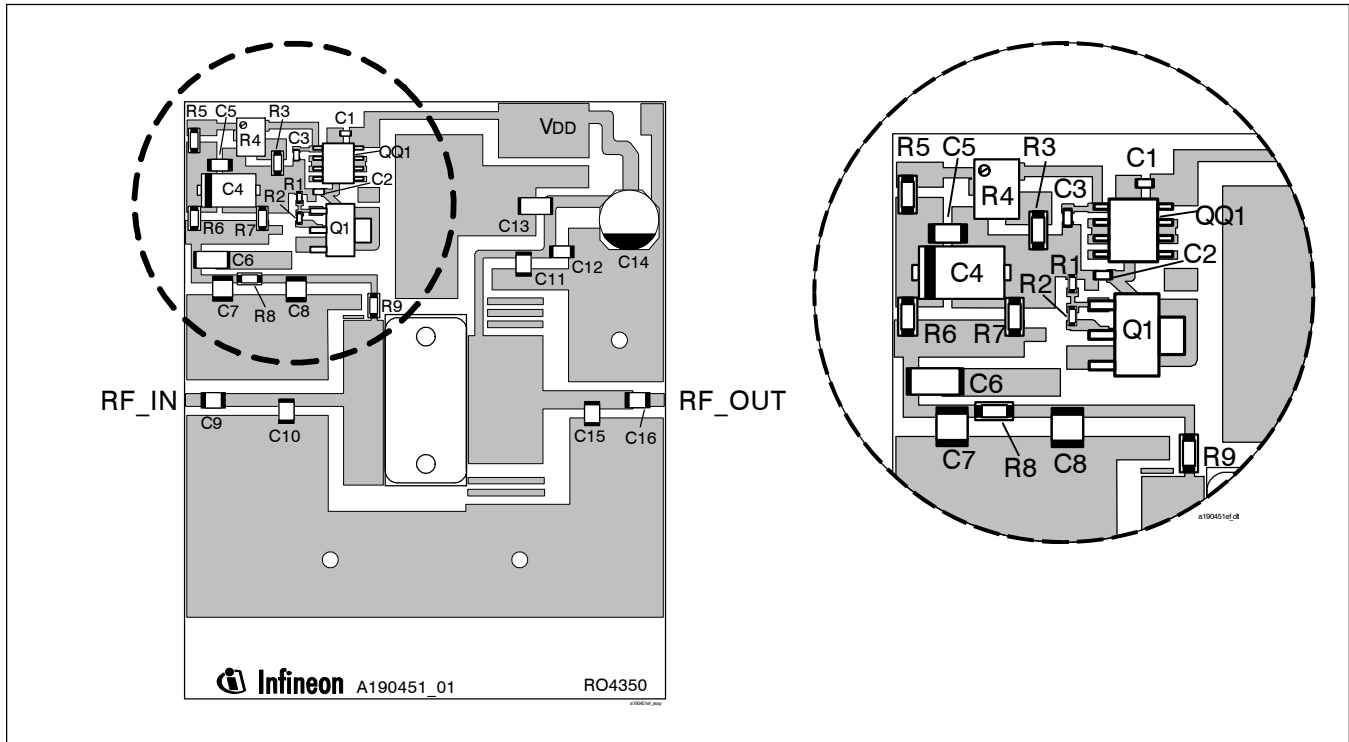 R5
C5
R3
C1
R4
C3
VDD
QQ1
C4
R1
C2
R2
R6
R7
Q1
C13
C6
C12
C14
C11
C7
R8
C8
R9
RF_IN
RF_OUT
C9
C10
C15
C16
Infineon A190451_01 RO4350
a190451ef_assy
R5
C5
R3
C1
R4
C3
QQ1
C4
R1
C2
R2
R6
R7
Q1
C6
C7
R8
C8
R9
a190451ef_dtl